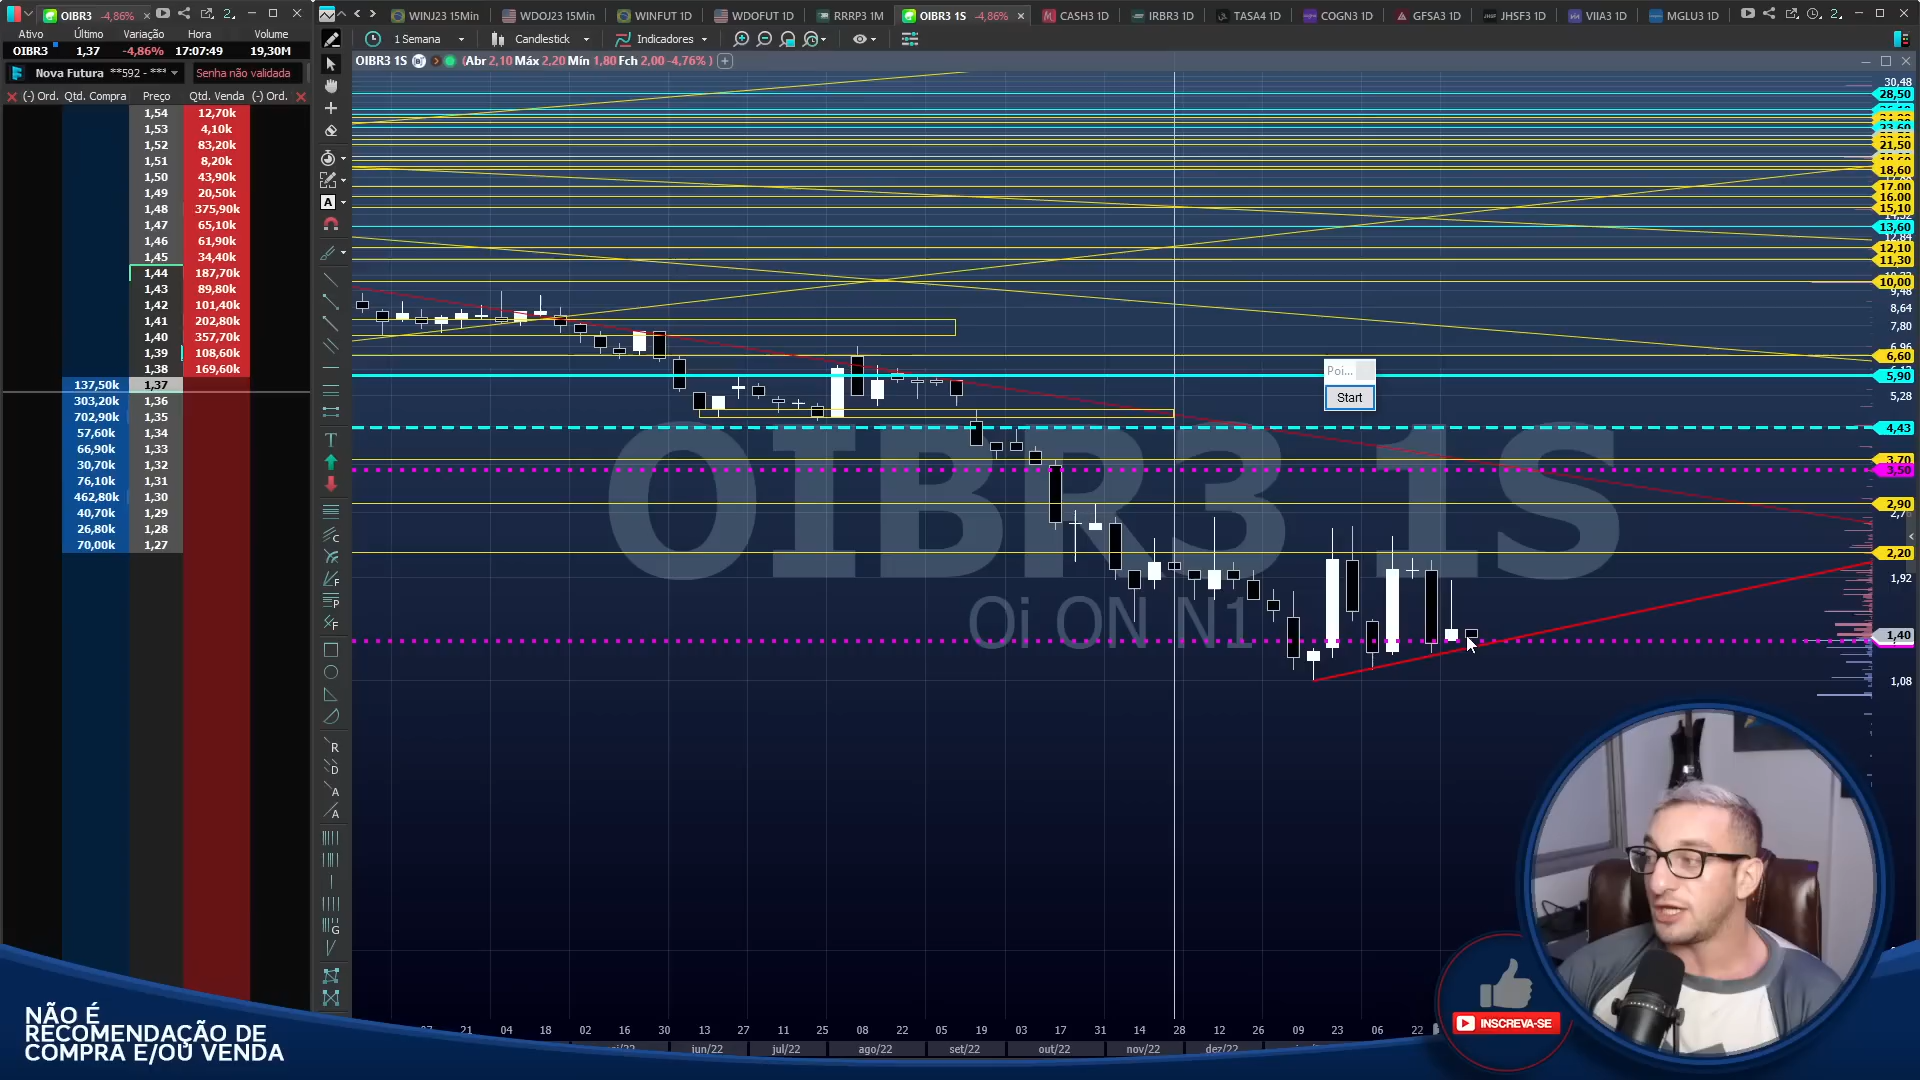 OIBR3 -4,86%
2.
Ativo Último Variação Hora Volume
OIBR3 1,37 -4,86% 17:07:49 19,30M
Nova Futura **592 - *** Senha não validada
(-) Ord. Qtd. Compra Preço Qtd. Venda (-) Ord.
1,54 12,70k
1,53 4,10k
1,52 83,20k
1,51 8,20k
1,50 43,90k
1,49 20,50k
1,48 375,90k
1,47 65,10k
1,46 61,90k
1,45 34,40k
1,44 187,70k
1,43 89,80k
1,42 101,40k
1,41 202,80k
1,40 357,70k
1,39 108,60k
1,38 169,60k
137,50k 1,37
303,20k 1,36
702,90k 1,35
57,60k 1,34
66,90k 1,33
30,70k 1,32
76,10k 1,31
462,80k 1,30
40,70k 1,29
26,80k 1,28
70,00k 1,27
WINJ23 15Min WDOJ23 15Min WINFUT 1D WDOFUT 1D RRRP3 1M OIBR3 1S -4,86% CASH3 1D IRBR3 1D TASA4 1D COGN3 1D GFSA3 1D JHSF3 1D VIIA3 1D MGLU3 1D 2.
1 Semana Candlestick Indicadores
OIBR3 1S (Abr 2,10 Máx 2,20 Mín 1,80 Fch 2,00 -4,76% )
30,48
28,50
23,60
21,50
18,60
17,00
16,00
15,10
13,60
12,10
11,30
10,00
9,48
8,64
7,80
6,96
6,60
5,90
5,28
4,43
3,70
3,50
2,90
2,20
1,92
1,40
1,08
Poi...
Start
OIBR3 1S
Oi ON N1
21 04 18 02 16 30 13 27 11 25 08 22 05 19 03 17 31 14 28 12 26 09 23 06 22
jun/22 jul/22 ago/22 set/22 out/22 nov/22 dez/22
NÃO É
RECOMENDAÇÃO DE
COMPRA E/OU VENDA
INSCREVA-SE